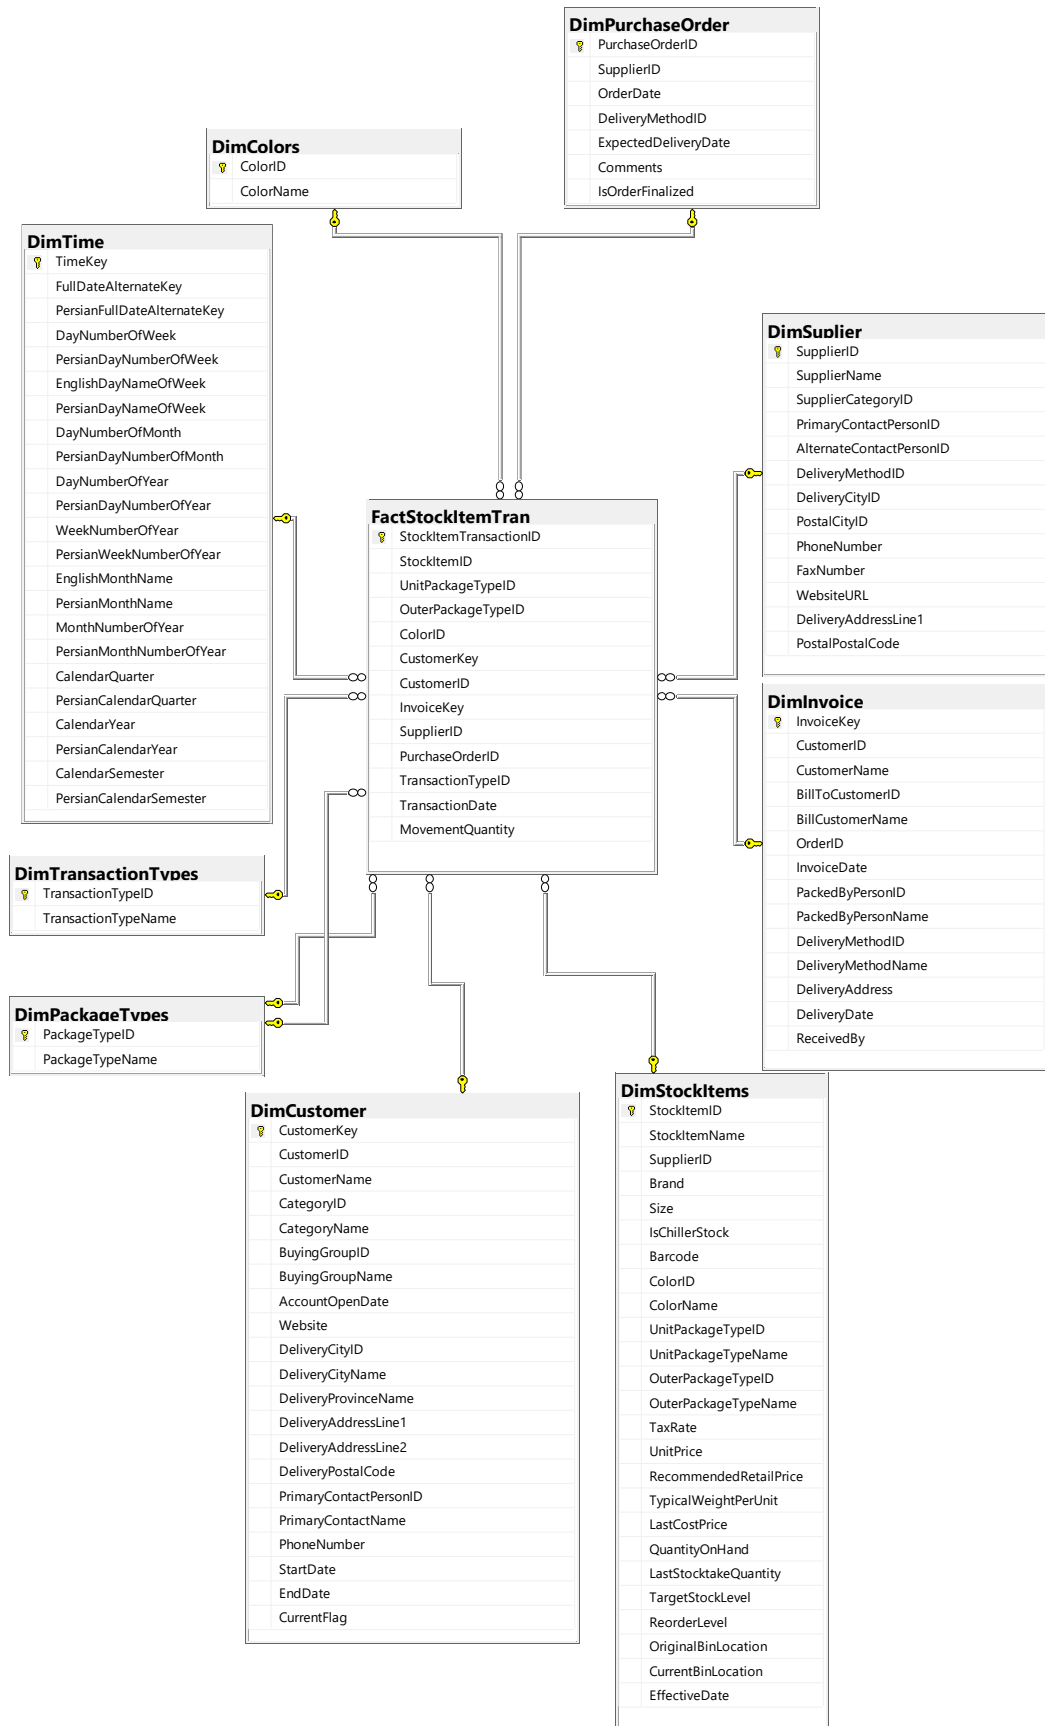 DimPurchaseOrder
PurchaseOrderID
SupplierID
OrderDate
DeliveryMethodID
ExpectedDeliveryDate
Comments
IsOrderFinalized
DimColors
ColorID
ColorName
DimTime
TimeKey
FullDateAlternateKey
PersianFullDateAlternateKey
DayNumberOfWeek
PersianDayNumberOfWeek
EnglishDayNameOfWeek
PersianDayNameOfWeek
DayNumberOfMonth
PersianDayNumberOfMonth
DayNumberOfYear
PersianDayNumberOfYear
WeekNumberOfYear
PersianWeekNumberOfYear
EnglishMonthName
PersianMonthName
MonthNumberOfYear
PersianMonthNumberOfYear
CalendarQuarter
PersianCalendarQuarter
CalendarYear
PersianCalendarYear
CalendarSemester
PersianCalendarSemester
DimSuplier
SupplierID
SupplierName
SupplierCategoryID
PrimaryContactPersonID
AlternateContactPersonID
DeliveryMethodID
DeliveryCityID
PostalCityID
PhoneNumber
FaxNumber
WebsiteURL
DeliveryAddressLine1
PostalPostalCode
FactStockItemTran
StockItemTransactionID
StockItemID
UnitPackageTypeID
OuterPackageTypeID
ColorID
CustomerKey
CustomerID
InvoiceKey
SupplierID
PurchaseOrderID
TransactionTypeID
TransactionDate
MovementQuantity
DimInvoice
InvoiceKey
CustomerID
CustomerName
BillToCustomerID
BillCustomerName
OrderID
InvoiceDate
PackedByPersonID
PackedByPersonName
DeliveryMethodID
DeliveryMethodName
DeliveryAddress
DeliveryDate
ReceivedBy
DimTransactionTypes
TransactionTypeID
TransactionTypeName
DimPackageTypes
PackageTypeID
PackageTypeName
DimCustomer
CustomerKey
CustomerID
CustomerName
CategoryID
CategoryName
BuyingGroupID
BuyingGroupName
AccountOpenDate
Website
DeliveryCityID
DeliveryCityName
DeliveryProvinceName
DeliveryAddressLine1
DeliveryAddressLine2
DeliveryPostalCode
PrimaryContactPersonID
PrimaryContactName
PhoneNumber
StartDate
EndDate
CurrentFlag
DimStockItems
StockItemID
StockItemName
SupplierID
Brand
Size
IsChillerStock
Barcode
ColorID
ColorName
UnitPackageTypeID
UnitPackageTypeName
OuterPackageTypeID
OuterPackageTypeName
TaxRate
UnitPrice
RecommendedRetailPrice
TypicalWeightPerUnit
LastCostPrice
QuantityOnHand
LastStocktakeQuantity
TargetStockLevel
ReorderLevel
OriginalBinLocation
CurrentBinLocation
EffectiveDate